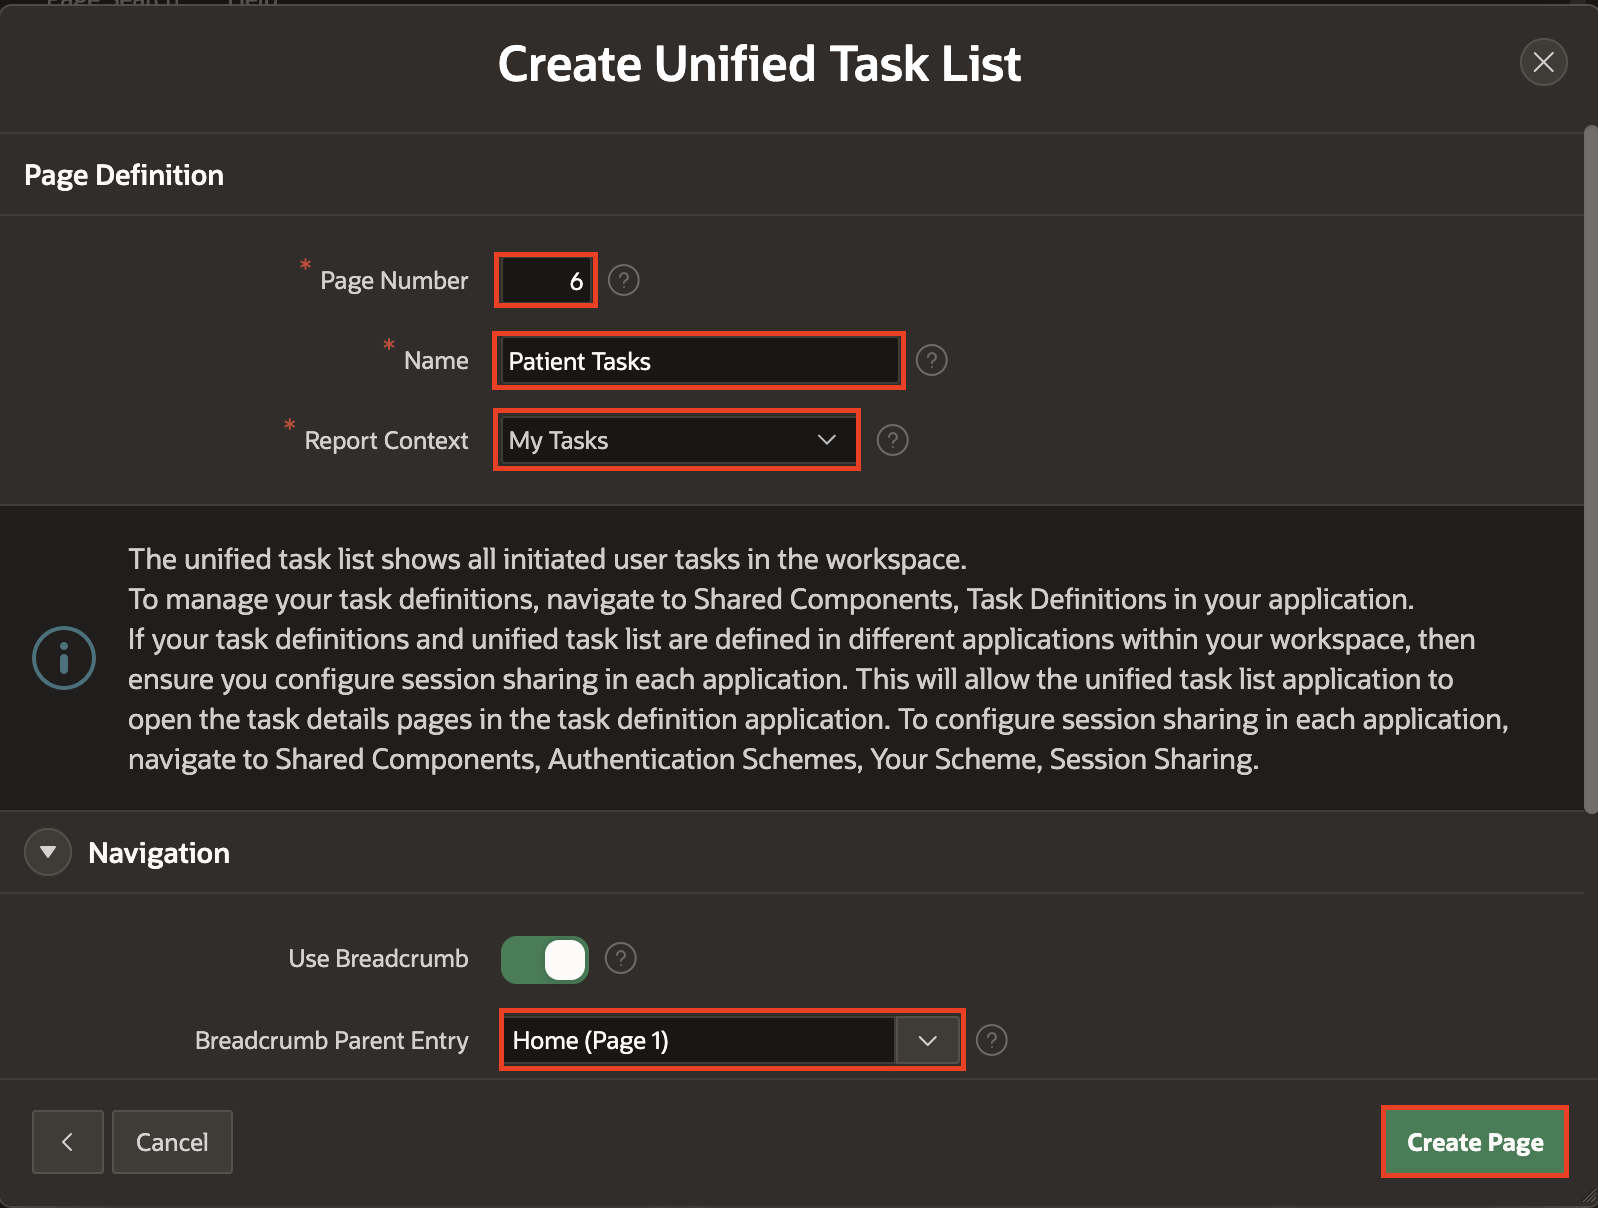 Page Search Help
Create Unified Task List
Page Definition
* Page Number 6 ?
* Name Patient Tasks ?
* Report Context My Tasks ?
The unified task list shows all initiated user tasks in the workspace.
To manage your task definitions, navigate to Shared Components, Task Definitions in your application.
If your task definitions and unified task list are defined in different applications within your workspace, then
ensure you configure session sharing in each application. This will allow the unified task list application to
open the task details pages in the task definition application. To configure session sharing in each application,
navigate to Shared Components, Authentication Schemes, Your Scheme, Session Sharing.
Navigation
Use Breadcrumb ?
Breadcrumb Parent Entry Home (Page 1) ?
Cancel
Create Page